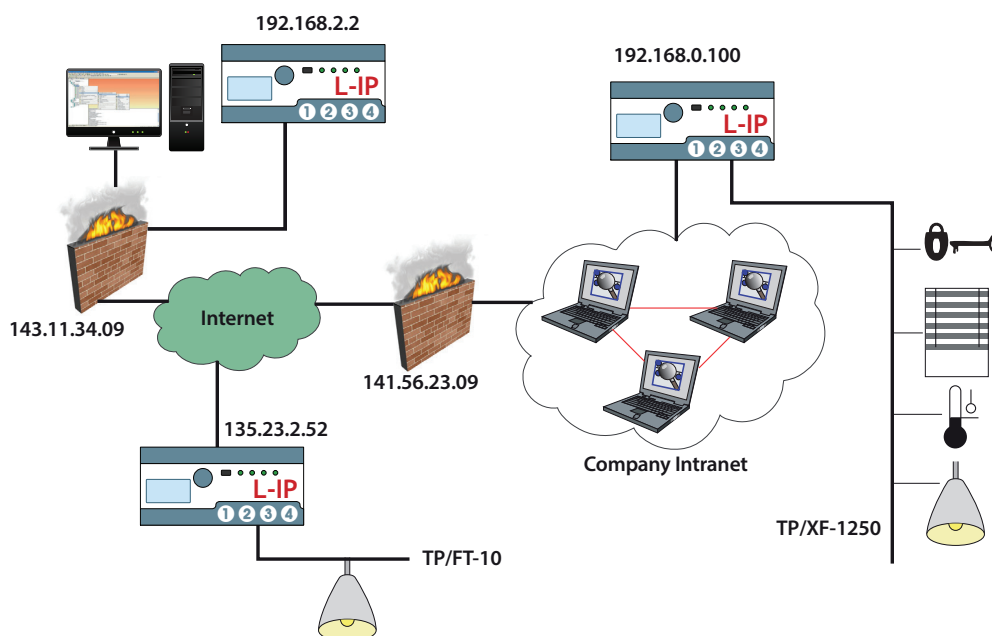 192.168.2.2
192.168.0.100
L-IP
1 2 3 4
L-IP
1 2 3 4
143.11.34.09
Internet
141.56.23.09
135.23.2.52
Company Intranet
L-IP
1 2 3 4
TP/XF-1250
TP/FT-10